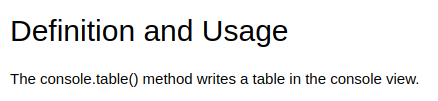 Definition and Usage
The console.table() method writes a table in the console view.